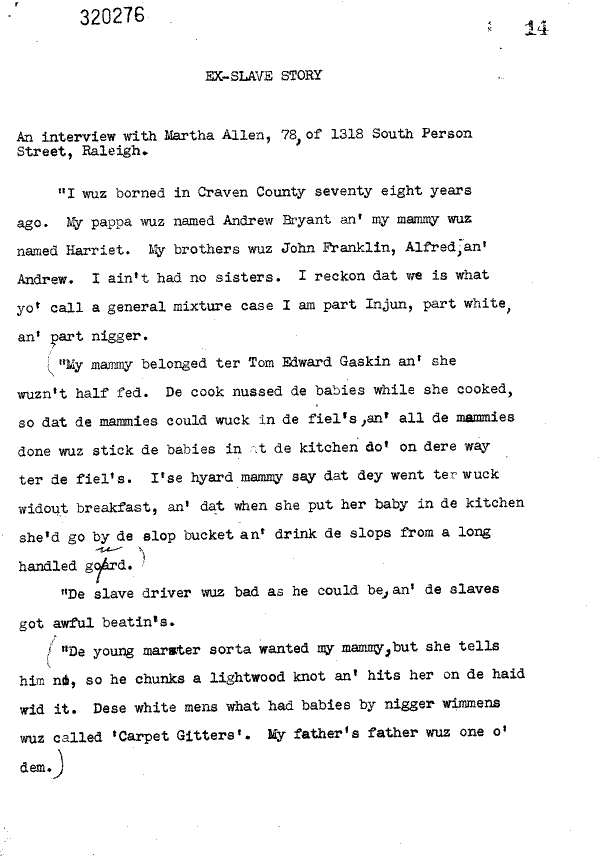 320276
14
EX-SLAVE STORY
An interview with Martha Allen, 78, of 1318 South Person
Street, Raleigh.
"I wuz borned in Craven County seventy eight years
ago. My pappa wuz named Andrew Bryant an' my mammy wuz
named Harriet. My brothers wuz John Franklin, Alfred, an'
Andrew. I ain't had no sisters. I reckon dat we is what
yo' call a general mixture case I am part Injun, part white,
an' part nigger.
("My mammy belonged ter Tom Edward Gaskin an' she
wuzn't half fed. De cook nussed de babies while she cooked,
so dat de mammies could wuck in de fiel's, an' all de mammies
done wuz stick de babies in at de kitchen do' on dere way
ter de fiel's. I'se hyard mammy say dat dey went ter wuck
widout breakfast, an' dat when she put her baby in de kitchen
she'd go by de slop bucket an' drink de slops from a long
handled gourd.)
"De slave driver wuz bad as he could be, an' de slaves
got awful beatin's.
("De young marster sorta wanted my mammy, but she tells
him no, so he chunks a lightwood knot an' hits her on de haid
wid it. Dese white mens what had babies by nigger wimmens
wuz called 'Carpet Gitters'. My father's father wuz one o'
dem.)